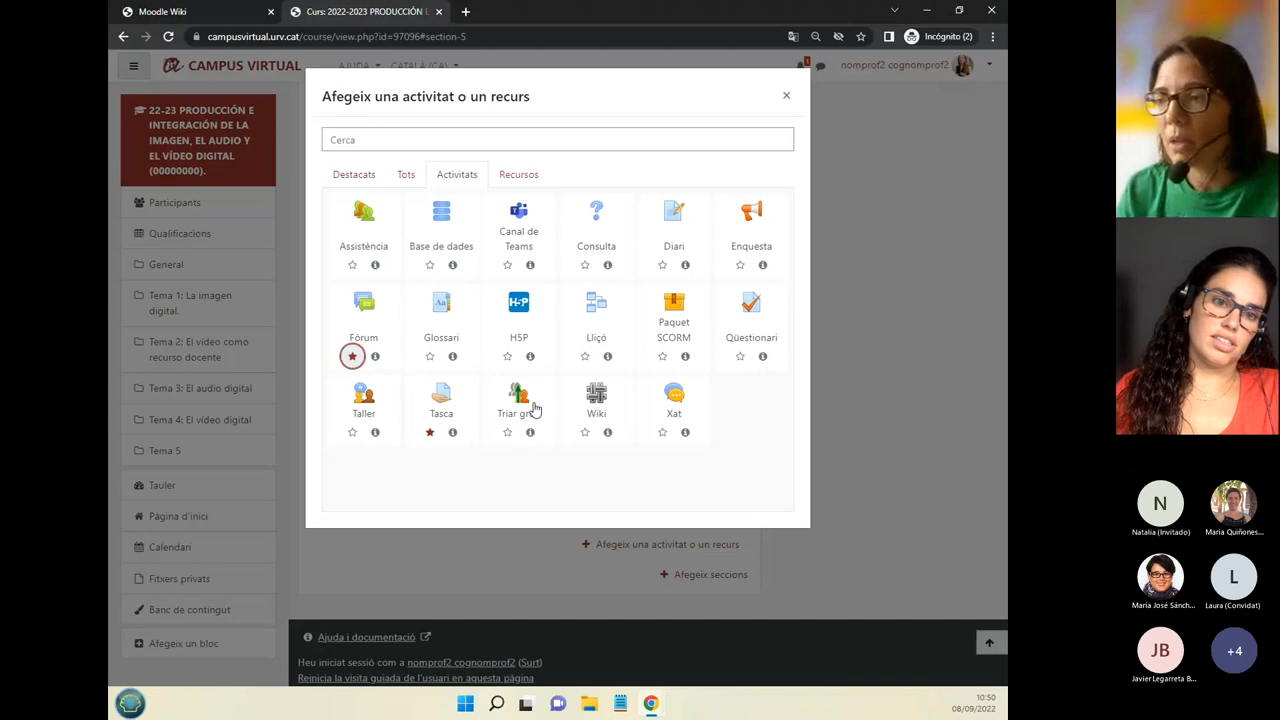 Moodle Wiki
Curs: 2022-2023 PRODUCCIÓN E
campusvirtual.urv.cat/course/view.php?id=97096#section-5
Incógnito (2)
CAMPUS VIRTUAL
AJUDA
CATALÀ (CA)
1
nomprof2 cognomprof2
22-23 PRODUCCIÓN E
INTEGRACIÓN DE LA
IMAGEN, EL AUDIO Y
EL VÍDEO DIGITAL
(00000000).
Participants
Qualificacions
General
Tema 1: La imagen
digital.
Tema 2: El vídeo como
recurso docente
Tema 3: El audio digital
Tema 4: El vídeo digital
Tema 5
Tauler
Pàgina d'inici
Calendari
Fitxers privats
Banc de contingut
Afegeix un bloc
Afegeix una activitat o un recurs
Cerca
Destacats
Tots
Activitats
Recursos
Assistència
Base de dades
Canal de
Teams
Consulta
Diari
Enquesta
Fòrum
Glossari
H5P
H5P
Lliçó
Paquet
SCORM
Qüestionari
Taller
Tasca
Triar
Wiki
Xat
Afegeix una activitat o un recurs
Afegeix seccions
Ajuda i documentació
Heu iniciat sessió com a nomprof2 cognomprof2 (Surt)
Reinicia la visita guiada de l'usuari en aquesta pàgina
10:50
08/09/2022
N
Natalia (Invitado)
Maria Quiñones...
María José Sánch...
L
Laura (Convidat)
JB
Javier Legarreta B...
+4